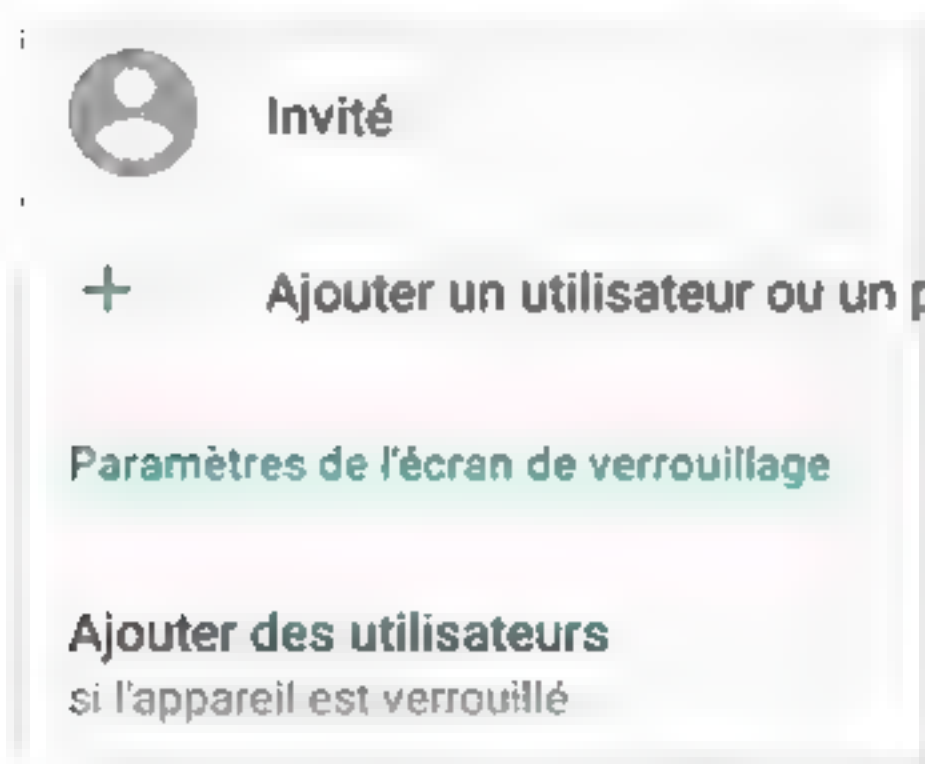 Invité
Ajouter un utilisateur ou un p
Paramètres de l'écran de verrouillage
Ajouter des utilisateurs
si l'appareil est verrouillé